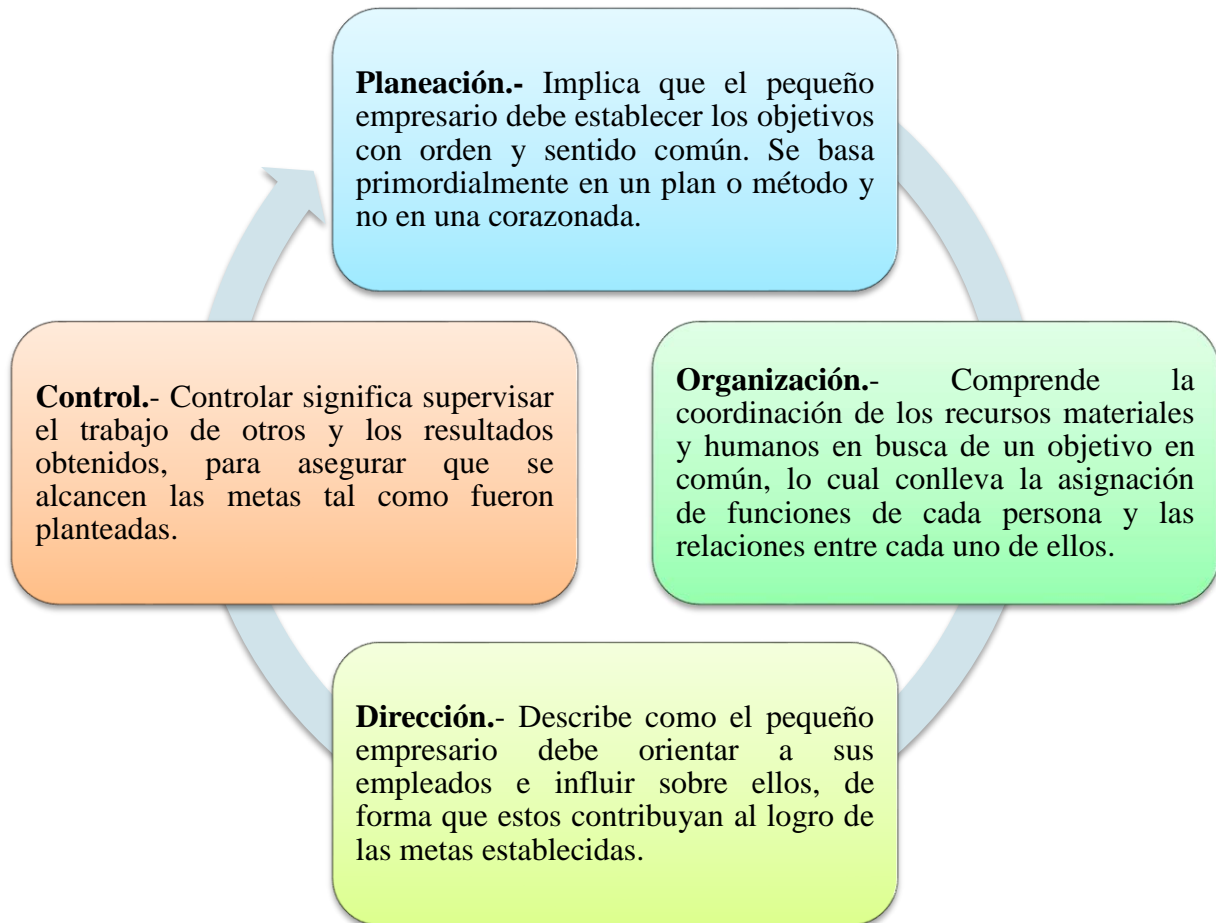 Planeación.- Implica que el pequeño
empresario debe establecer los objetivos
con orden y sentido común. Se basa
primordialmente en un plan o método y
no en una corazonada.
Organización.- Comprende la
coordinación de los recursos materiales
y humanos en busca de un objetivo en
común, lo cual conlleva la asignación
de funciones de cada persona y las
relaciones entre cada uno de ellos.
Dirección.- Describe como el pequeño
empresario debe orientar a sus
empleados e influir sobre ellos, de
forma que estos contribuyan al logro de
las metas establecidas.
Control.- Controlar significa supervisar
el trabajo de otros y los resultados
obtenidos, para asegurar que se
alcancen las metas tal como fueron
planteadas.